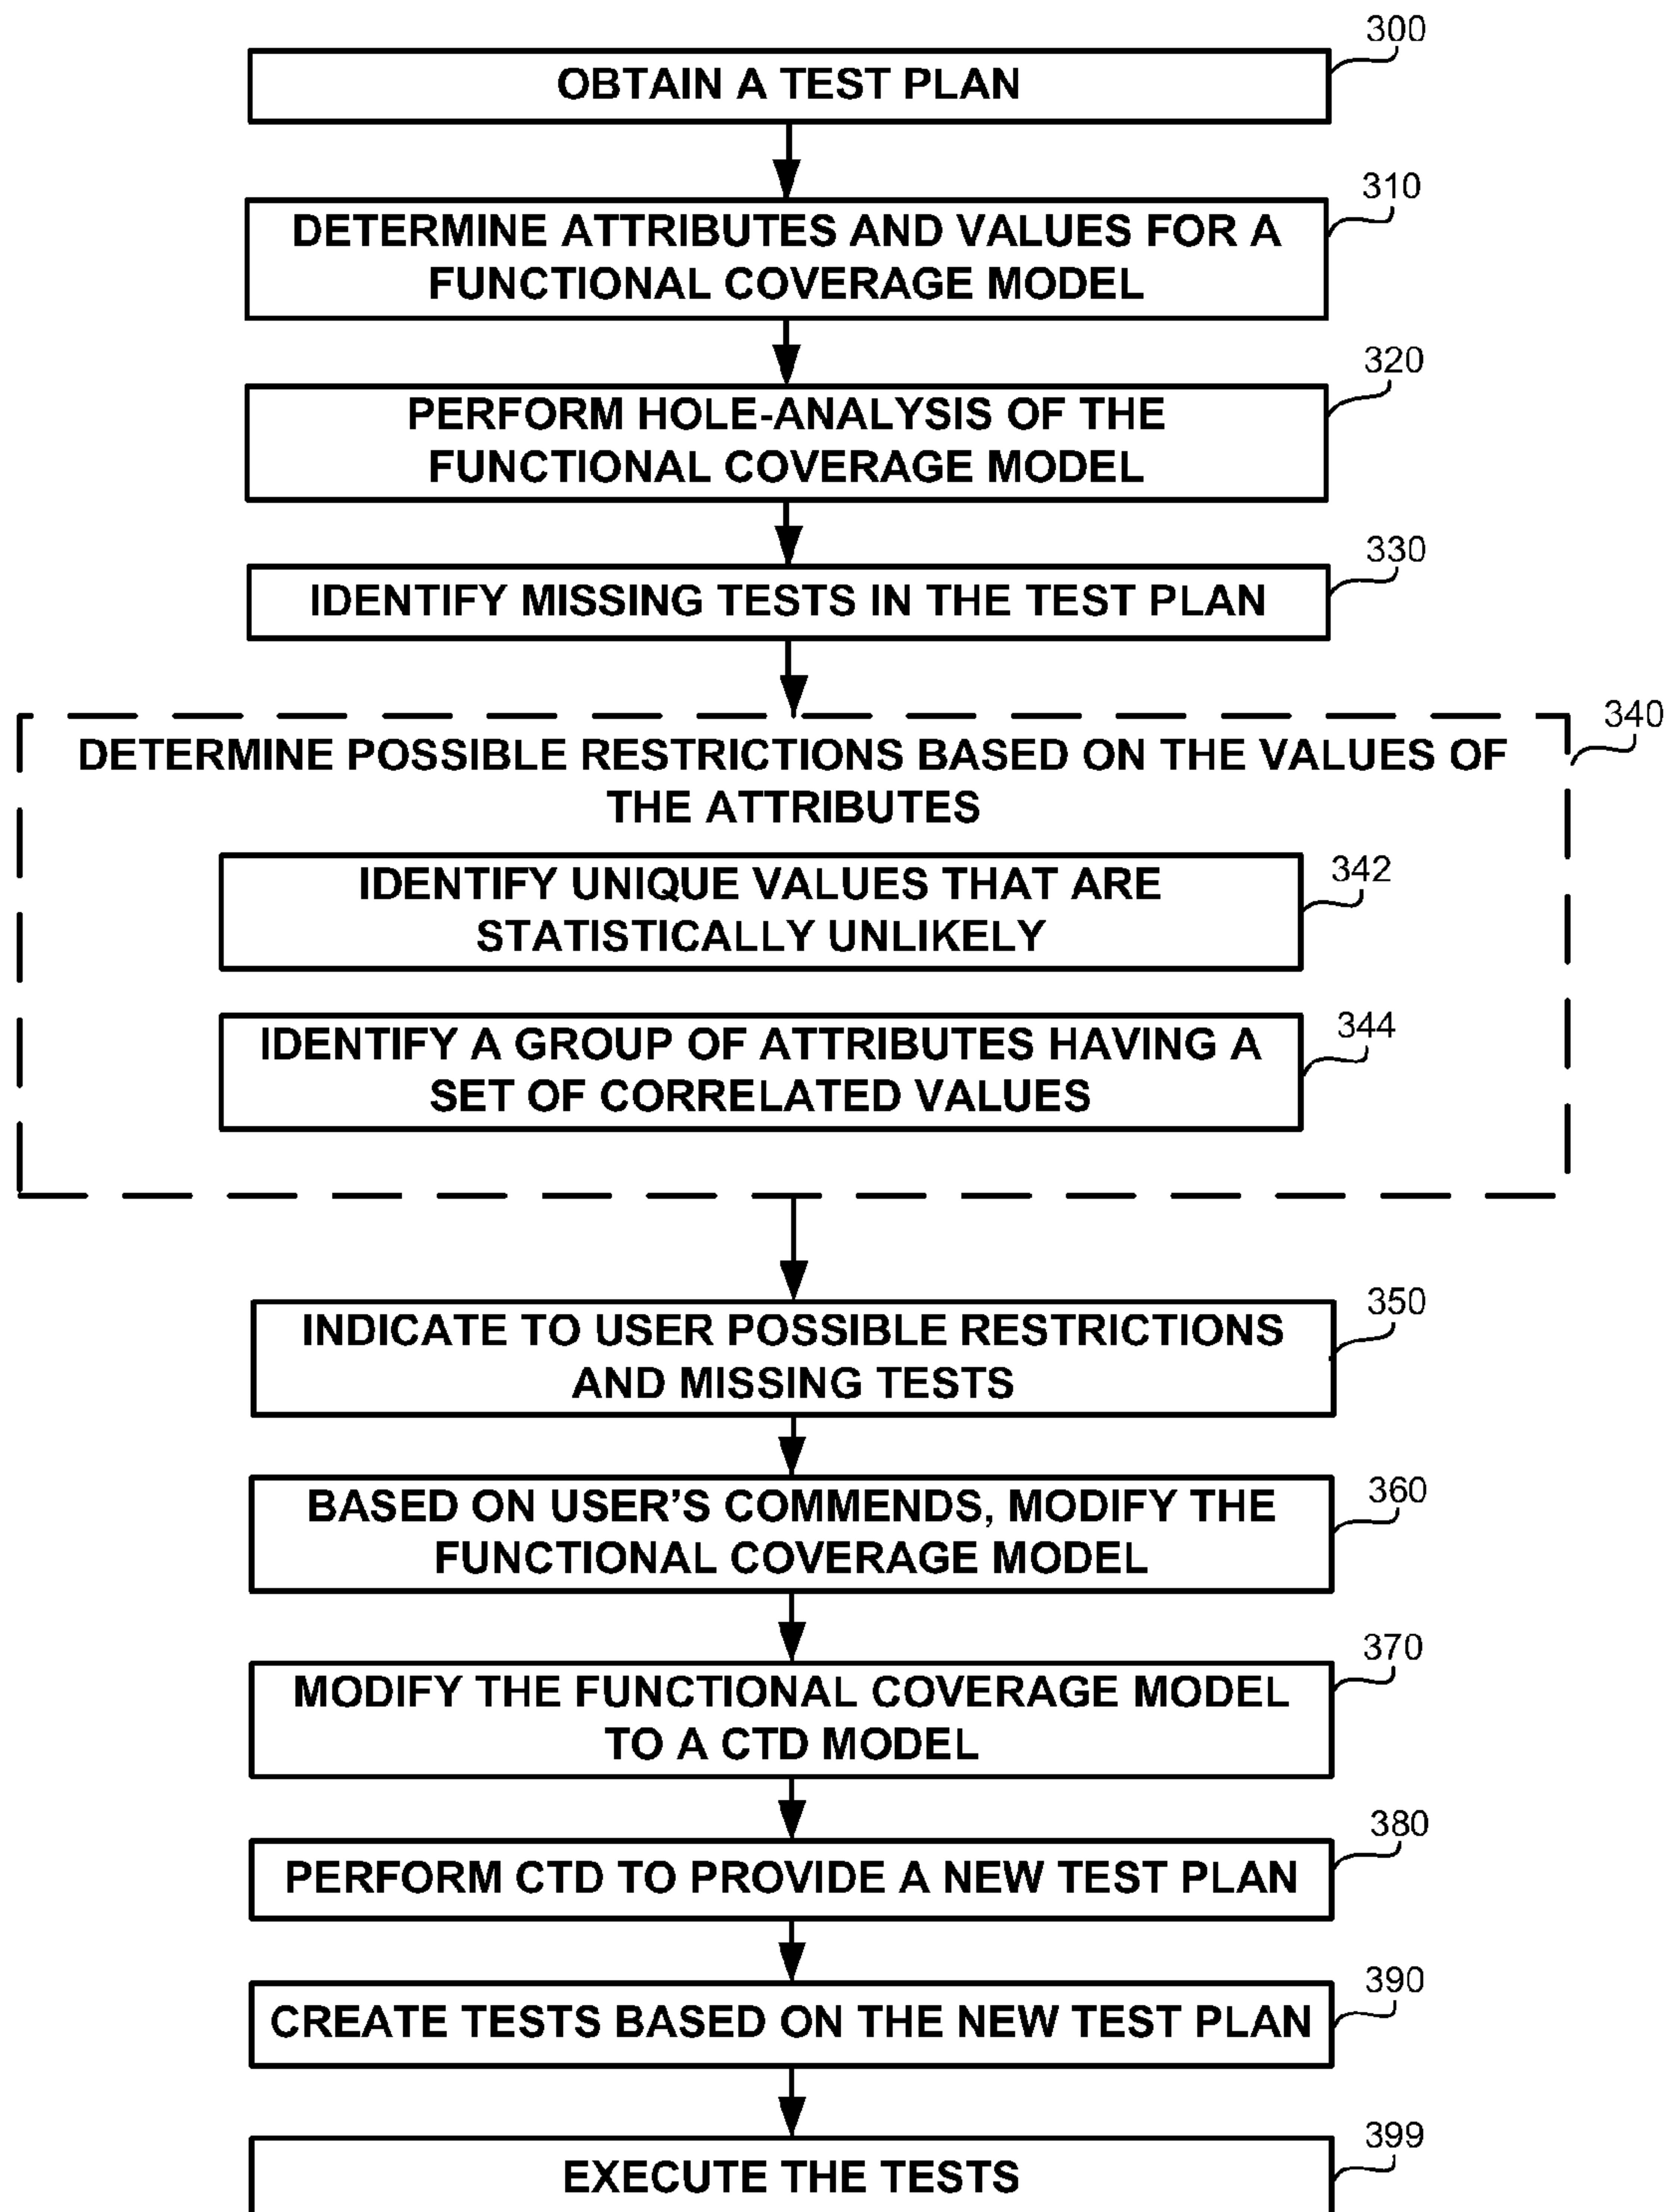 300
OBTAIN A TEST PLAN
310
DETERMINE ATTRIBUTES AND VALUES FOR A
FUNCTIONAL COVERAGE MODEL
320
PERFORM HOLE-ANALYSIS OF THE
FUNCTIONAL COVERAGE MODEL
330
IDENTIFY MISSING TESTS IN THE TEST PLAN
340
DETERMINE POSSIBLE RESTRICTIONS BASED ON THE VALUES OF
THE ATTRIBUTES
342
IDENTIFY UNIQUE VALUES THAT ARE
STATISTICALLY UNLIKELY
344
IDENTIFY A GROUP OF ATTRIBUTES HAVING A
SET OF CORRELATED VALUES
350
INDICATE TO USER POSSIBLE RESTRICTIONS
AND MISSING TESTS
360
BASED ON USER’S COMMENDS, MODIFY THE
FUNCTIONAL COVERAGE MODEL
370
MODIFY THE FUNCTIONAL COVERAGE MODEL
TO A CTD MODEL
380
PERFORM CTD TO PROVIDE A NEW TEST PLAN
390
CREATE TESTS BASED ON THE NEW TEST PLAN
399
EXECUTE THE TESTS